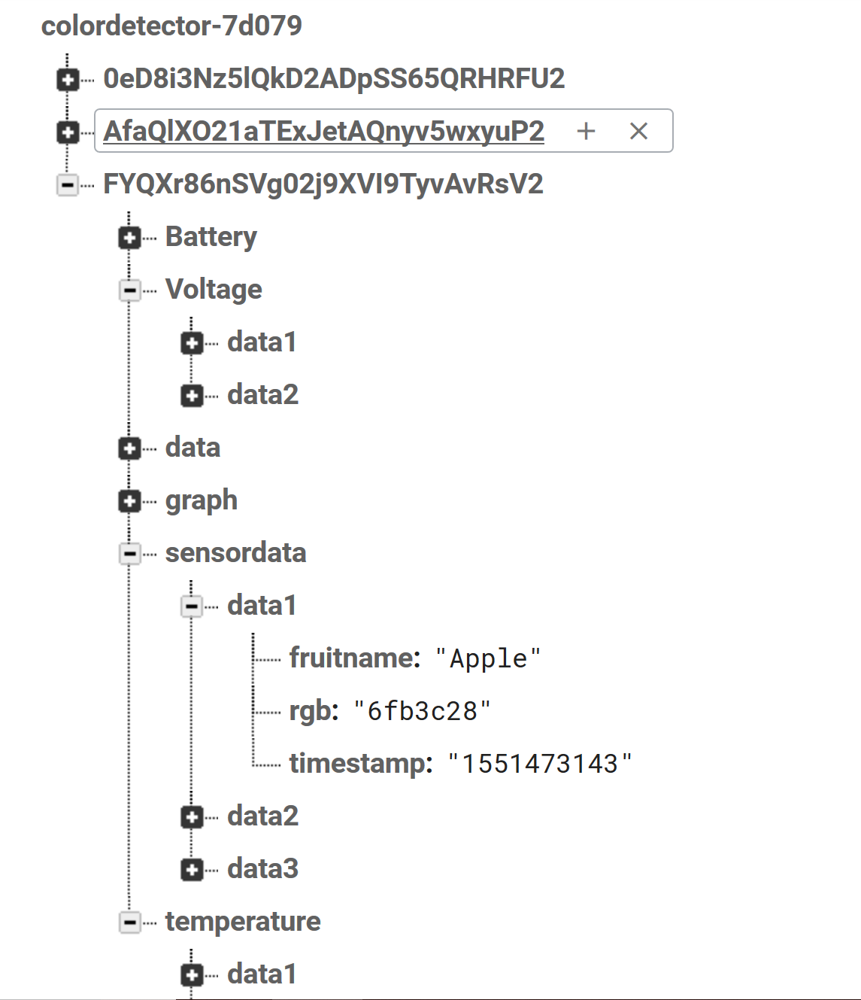 colordetector-7d079
0eD8i3Nz5lQkD2ADpSS65QRHRFU2
AfaQlXO21aTExJetAQnyv5wxyuP2
FYQXr86nSVg02j9XVI9TyvAvRsV2
Battery
Voltage
data1
data2
data
graph
sensordata
data1
fruitname: "Apple"
rgb: "6fb3c28"
timestamp: "1551473143"
data2
data3
temperature
data1